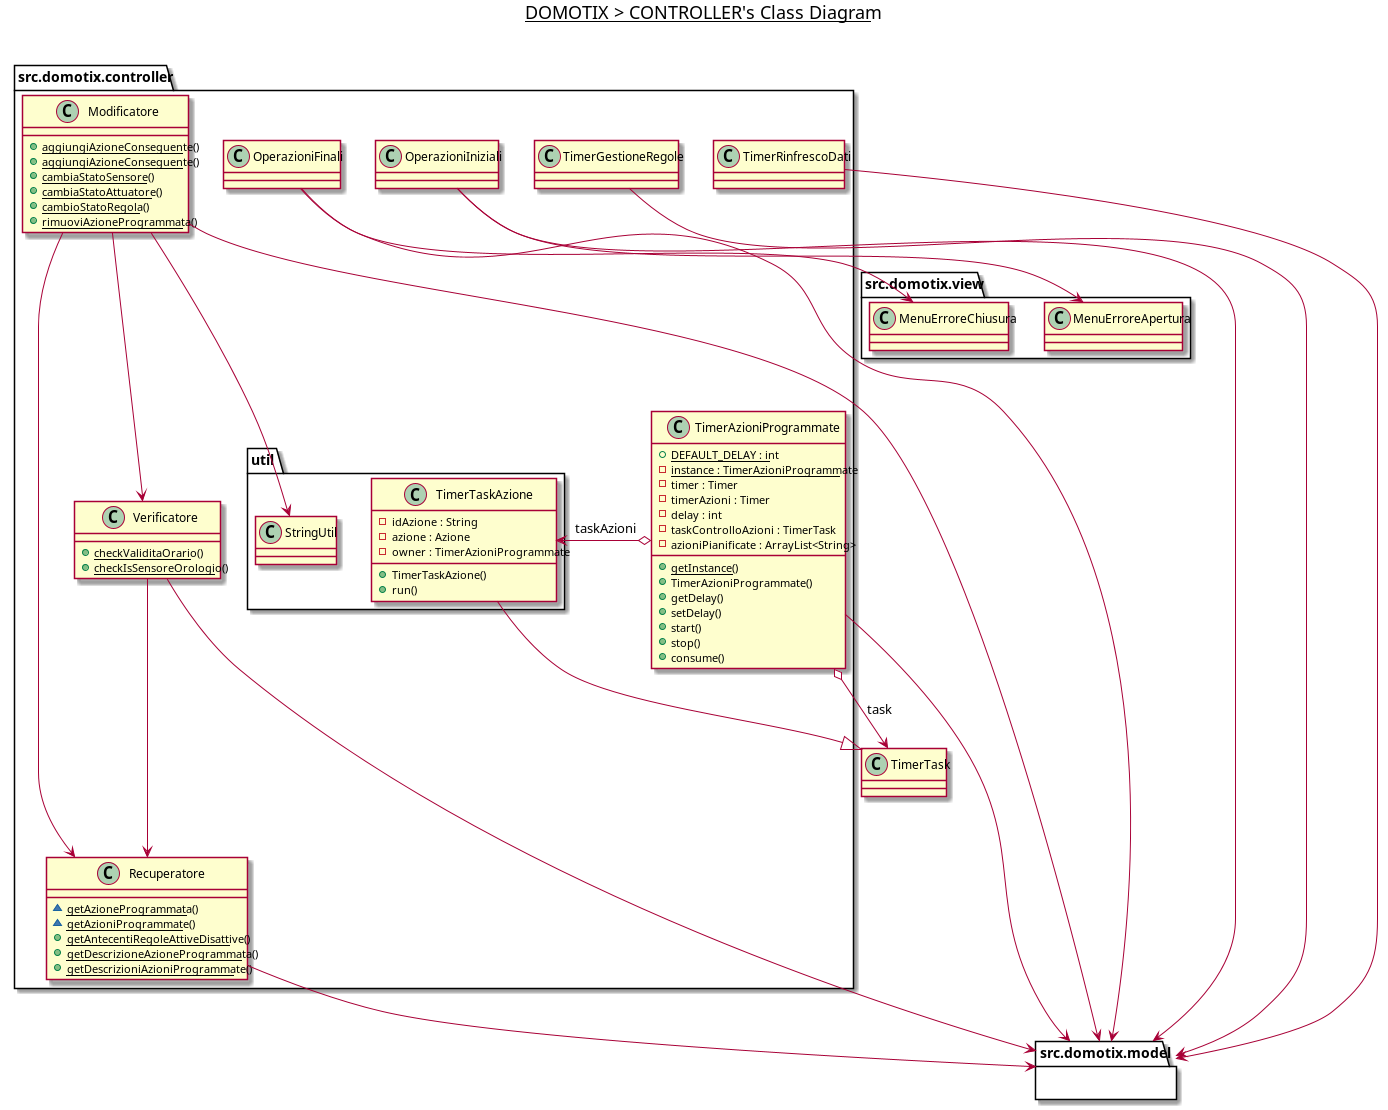 DOMOTIX > CONTROLLER's Class Diagram
src.domotix.controller
C Modificatore
aggiungiAzioneConseguente()
aggiungiAzioneConseguente()
cambiaStatoSensore()
cambiaStatoAttuatore()
cambioStatoRegola()
rimuoviAzioneProgrammata()
C OperazioniFinali
C OperazioniIniziali
C TimerGestioneRegole
C TimerRinfrescoDati
src.domotix.view
C MenuErroreChiusura
C MenuErroreApertura
C TimerAzioniProgrammate
DEFAULT_DELAY : int
instance : TimerAzioniProgrammate
timer : Timer
timerAzioni : Timer
delay : int
taskControlloAzioni : TimerTask
azioniPianificate : ArrayList<String>
getInstance()
TimerAzioniProgrammate()
getDelay()
setDelay()
start()
stop()
consume()
util
C StringUtil
C TimerTaskAzione
idAzione : String
azione : Azione
owner : TimerAzioniProgrammate
TimerTaskAzione()
run()
taskAzioni
C Verificatore
checkValiditaOrario()
checkIsSensoreOrologio()
task
C TimerTask
C Recuperatore
getAzioneProgrammata()
getAzioniProgrammate()
getAntecentiRegoleAttiveDisattive()
getDescrizioneAzioneProgrammata()
getDescrizioniAzioniProgrammate()
src.domotix.model